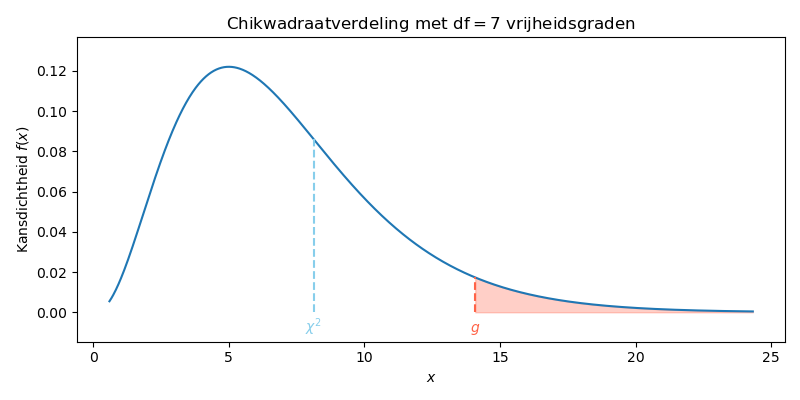 Chikwadraatverdeling met df = 7 vrijheidsgraden
Kansdichtheid f(x)
0.12
0.10
0.08
0.06
0.04
0.02
0.00
χ²
g
0 5 10 15 20 25
x